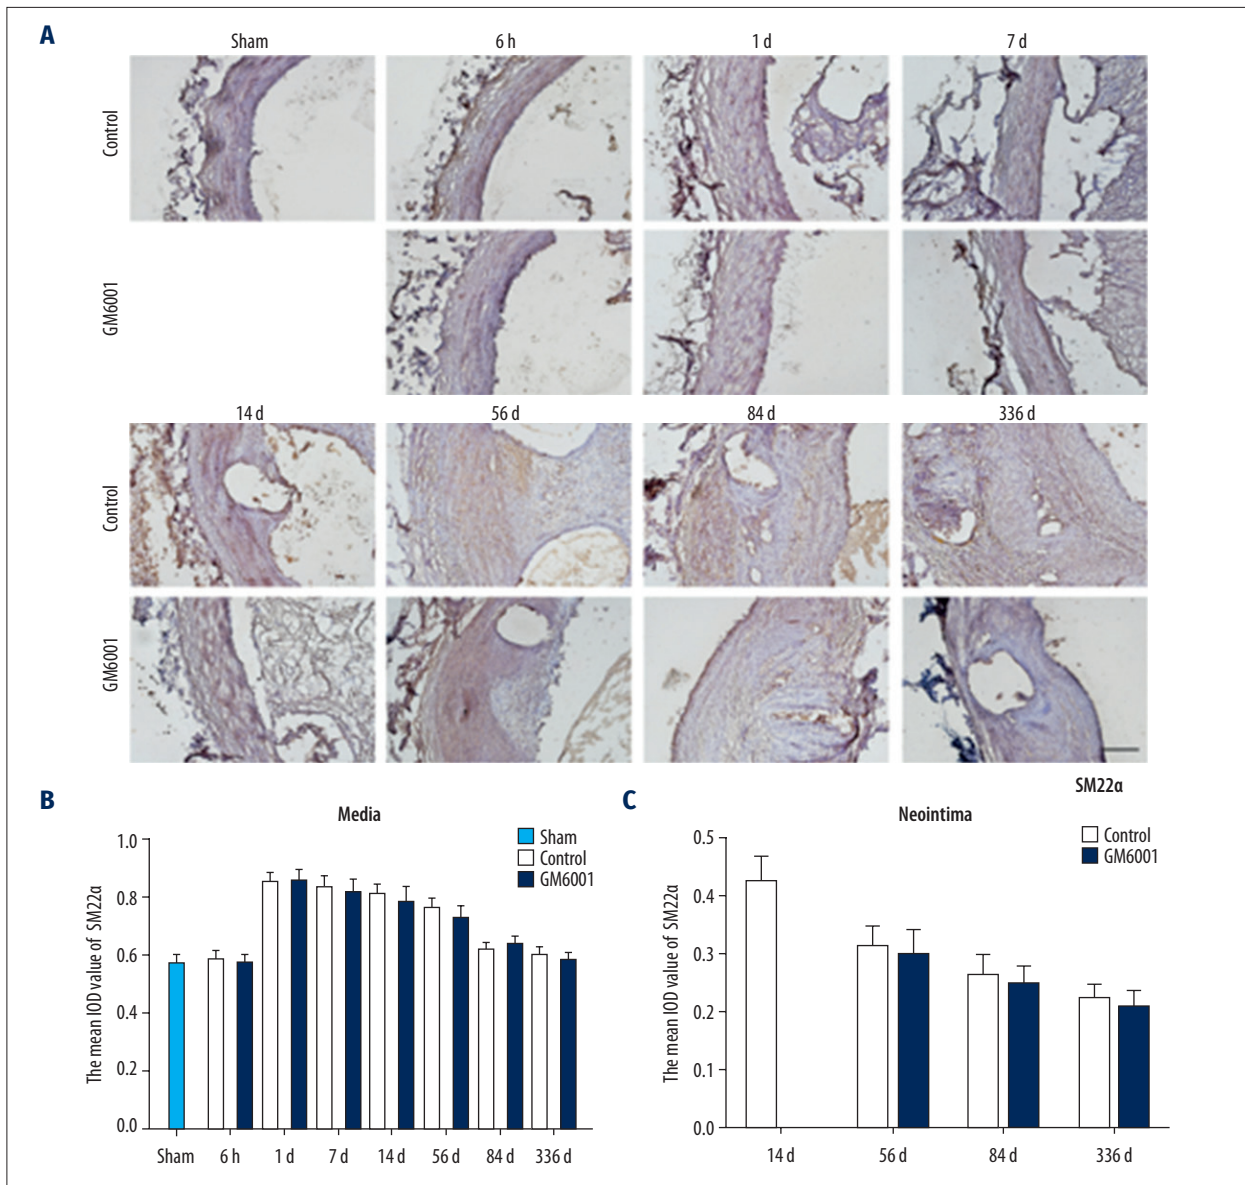 A
Sham 6 h 1 d 7 d
Control
GM6001
14 d 56 d 84 d 336 d
Control
GM6001
SM22α
B
Media
Sham
Control
GM6001
The mean IOD value of SM22α
1.0
0.8
0.6
0.4
0.2
0.0
Sham 6 h 1 d 7 d 14 d 56 d 84 d 336 d
C
Neointima
Control
GM6001
The mean IOD value of SM22α
0.5
0.4
0.3
0.2
0.1
0.0
14 d 56 d 84 d 336 d